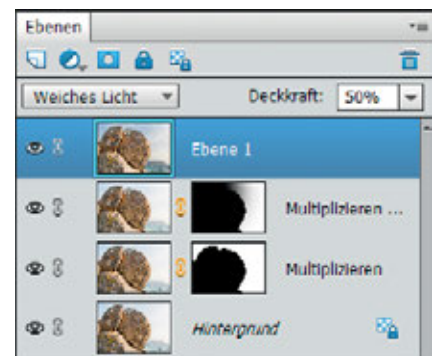 Ebenen
Weiches Licht Deckkraft: 50%
Ebene 1
Multiplizieren ...
Multiplizieren
Hintergrund